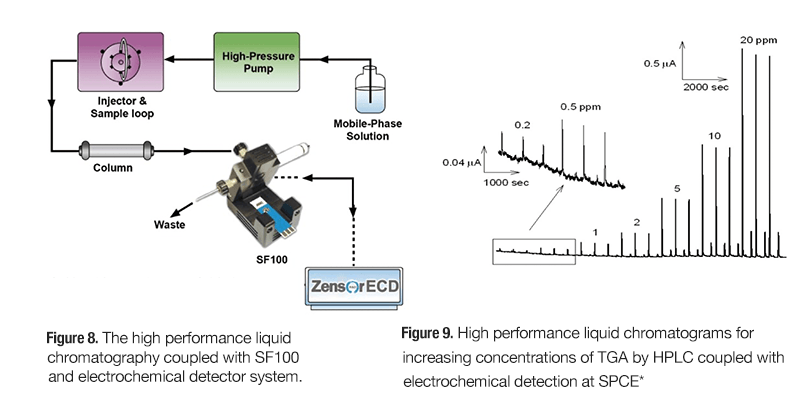 High-Pressure
Pump
Injector &
Sample loop
Mobile-Phase
Solution
Column
Waste
SF100
ZensorECD
Figure 8. The high performance liquid
chromatography coupled with SF100
and electrochemical detector system.
20 ppm
0.5 µA
2000 sec
0.5 ppm
0.2
10
0.04 µA
1000 sec
5
1
2
Figure 9. High performance liquid chromatograms for
increasing concentrations of TGA by HPLC coupled with
electrochemical detection at SPCE*